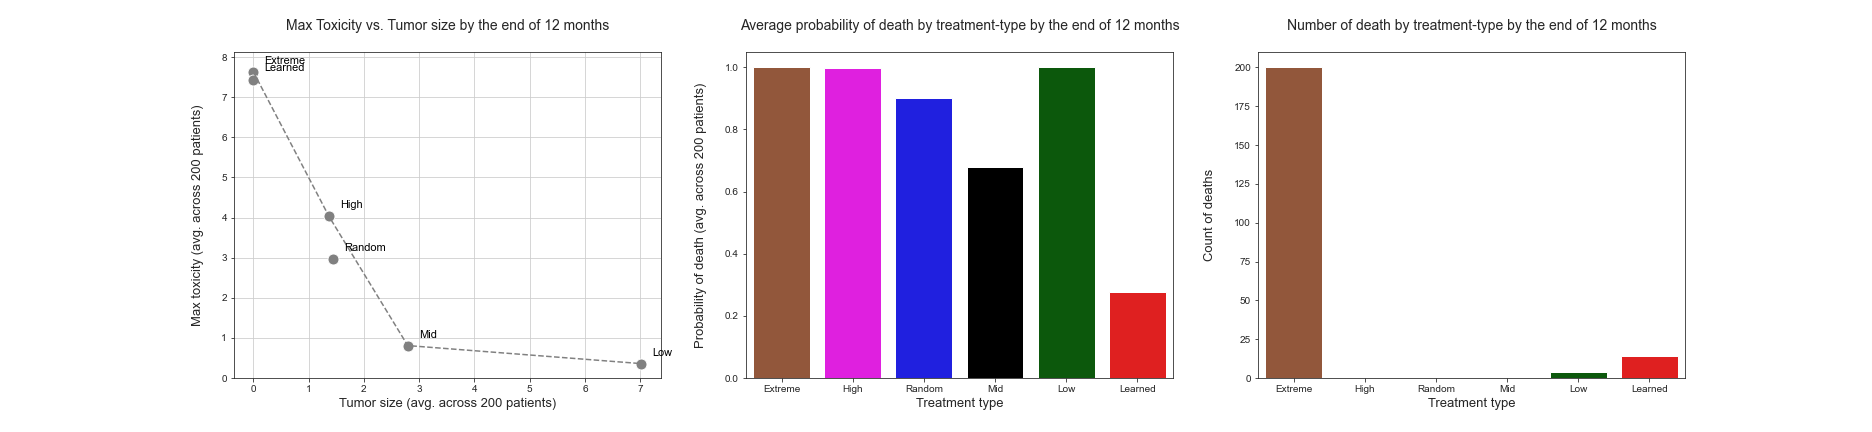 Max Toxicity vs. Tumor size by the end of 12 months
8
7
6
5
4
3
2
1
0
Max toxicity (avg. across 200 patients)
Extreme
Learned
High
Random
Mid
Low
0 1 2 3 4 5 6 7
Tumor size (avg. across 200 patients)
Average probability of death by treatment-type by the end of 12 months
1.0
0.8
0.6
0.4
0.2
0.0
Probability of death (avg. across 200 patients)
Extreme High Random Mid Low Learned
Treatment type
Number of death by treatment-type by the end of 12 months
200
175
150
125
100
75
50
25
0
Count of deaths
Extreme High Random Mid Low Learned
Treatment type